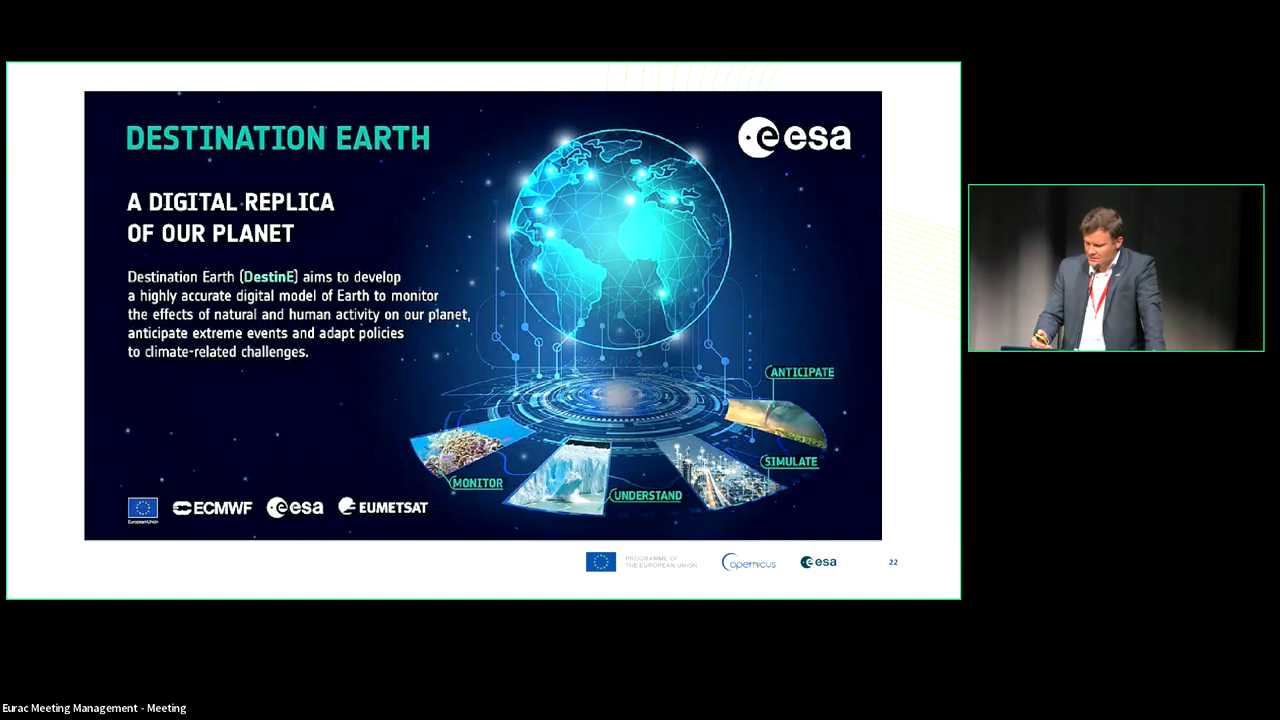 DESTINATION EARTH
esa
A DIGITAL REPLICA
OF OUR PLANET
Destination Earth (DestinE) aims to develop
a highly accurate digital model of Earth to monitor
the effects of natural and human activity on our planet,
anticipate extreme events and adapt policies
to climate-related challenges.
ANTICIPATE
SIMULATE
MONITOR
UNDERSTAND
European Union
ECMWF
esa
EUMETSAT
PROGRAMME OF
THE EUROPEAN UNION
opernicus
esa
22
Eurac Meeting Management - Meeting